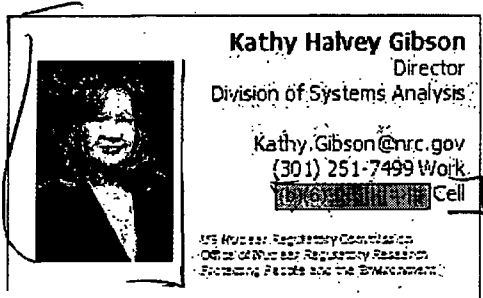 Kathy Halvey Gibson
Director
Division of Systems Analysis
Kathy.Gibson@nrc.gov
(301) 251-7499 Work
(b)(6) Cell
US Nuclear Regulatory Commission
Office of Nuclear Regulatory Research
Protecting People and the Environment